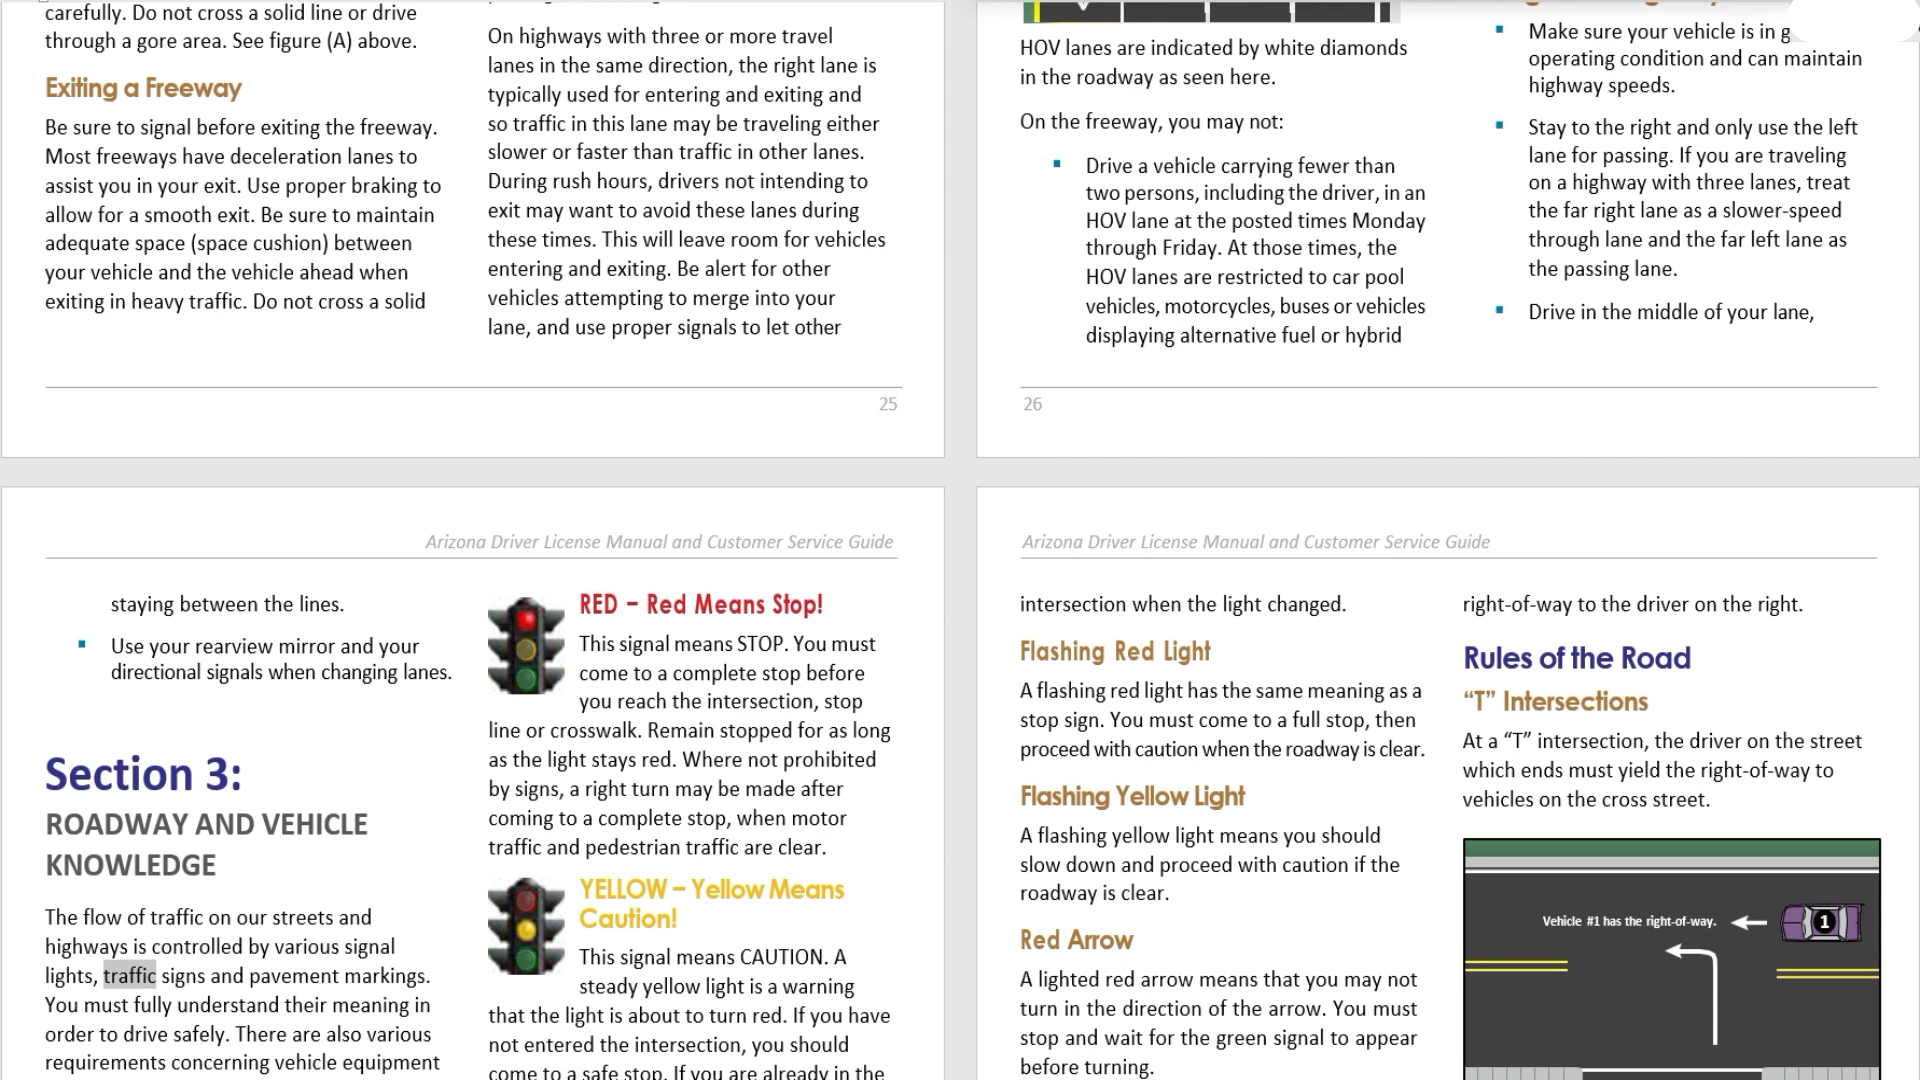 carefully. Do not cross a solid line or drive
through a gore area. See figure (A) above.
Exiting a Freeway
Be sure to signal before exiting the freeway.
Most freeways have deceleration lanes to
assist you in your exit. Use proper braking to
allow for a smooth exit. Be sure to maintain
adequate space (space cushion) between
your vehicle and the vehicle ahead when
exiting in heavy traffic. Do not cross a solid
On highways with three or more travel
lanes in the same direction, the right lane is
typically used for entering and exiting and
so traffic in this lane may be traveling either
slower or faster than traffic in other lanes.
During rush hours, drivers not intending to
exit may want to avoid these lanes during
these times. This will leave room for vehicles
entering and exiting. Be alert for other
vehicles attempting to merge into your
lane, and use proper signals to let other
25
HOV lanes are indicated by white diamonds
in the roadway as seen here.
On the freeway, you may not:
▪ Drive a vehicle carrying fewer than
two persons, including the driver, in an
HOV lane at the posted times Monday
through Friday. At those times, the
HOV lanes are restricted to car pool
vehicles, motorcycles, buses or vehicles
displaying alternative fuel or hybrid
▪ Make sure your vehicle is in
operating condition and can maintain
highway speeds.
▪ Stay to the right and only use the left
lane for passing. If you are traveling
on a highway with three lanes, treat
the far right lane as a slower-speed
through lane and the far left lane as
the passing lane.
▪ Drive in the middle of your lane,
26
Arizona Driver License Manual and Customer Service Guide
staying between the lines.
▪ Use your rearview mirror and your
directional signals when changing lanes.
Section 3:
ROADWAY AND VEHICLE
KNOWLEDGE
The flow of traffic on our streets and
highways is controlled by various signal
lights, traffic signs and pavement markings.
You must fully understand their meaning in
order to drive safely. There are also various
requirements concerning vehicle equipment
RED – Red Means Stop!
This signal means STOP. You must
come to a complete stop before
you reach the intersection, stop
line or crosswalk. Remain stopped for as long
as the light stays red. Where not prohibited
by signs, a right turn may be made after
coming to a complete stop, when motor
traffic and pedestrian traffic are clear.
YELLOW – Yellow Means
Caution!
This signal means CAUTION. A
steady yellow light is a warning
that the light is about to turn red. If you have
not entered the intersection, you should
come to a safe stop. If you are already in the
Arizona Driver License Manual and Customer Service Guide
intersection when the light changed.
Flashing Red Light
A flashing red light has the same meaning as a
stop sign. You must come to a full stop, then
proceed with caution when the roadway is clear.
Flashing Yellow Light
A flashing yellow light means you should
slow down and proceed with caution if the
roadway is clear.
Red Arrow
A lighted red arrow means that you may not
turn in the direction of the arrow. You must
stop and wait for the green signal to appear
before turning.
right-of-way to the driver on the right.
Rules of the Road
“T” Intersections
At a “T” intersection, the driver on the street
which ends must yield the right-of-way to
vehicles on the cross street.
Vehicle #1 has the right-of-way.
1